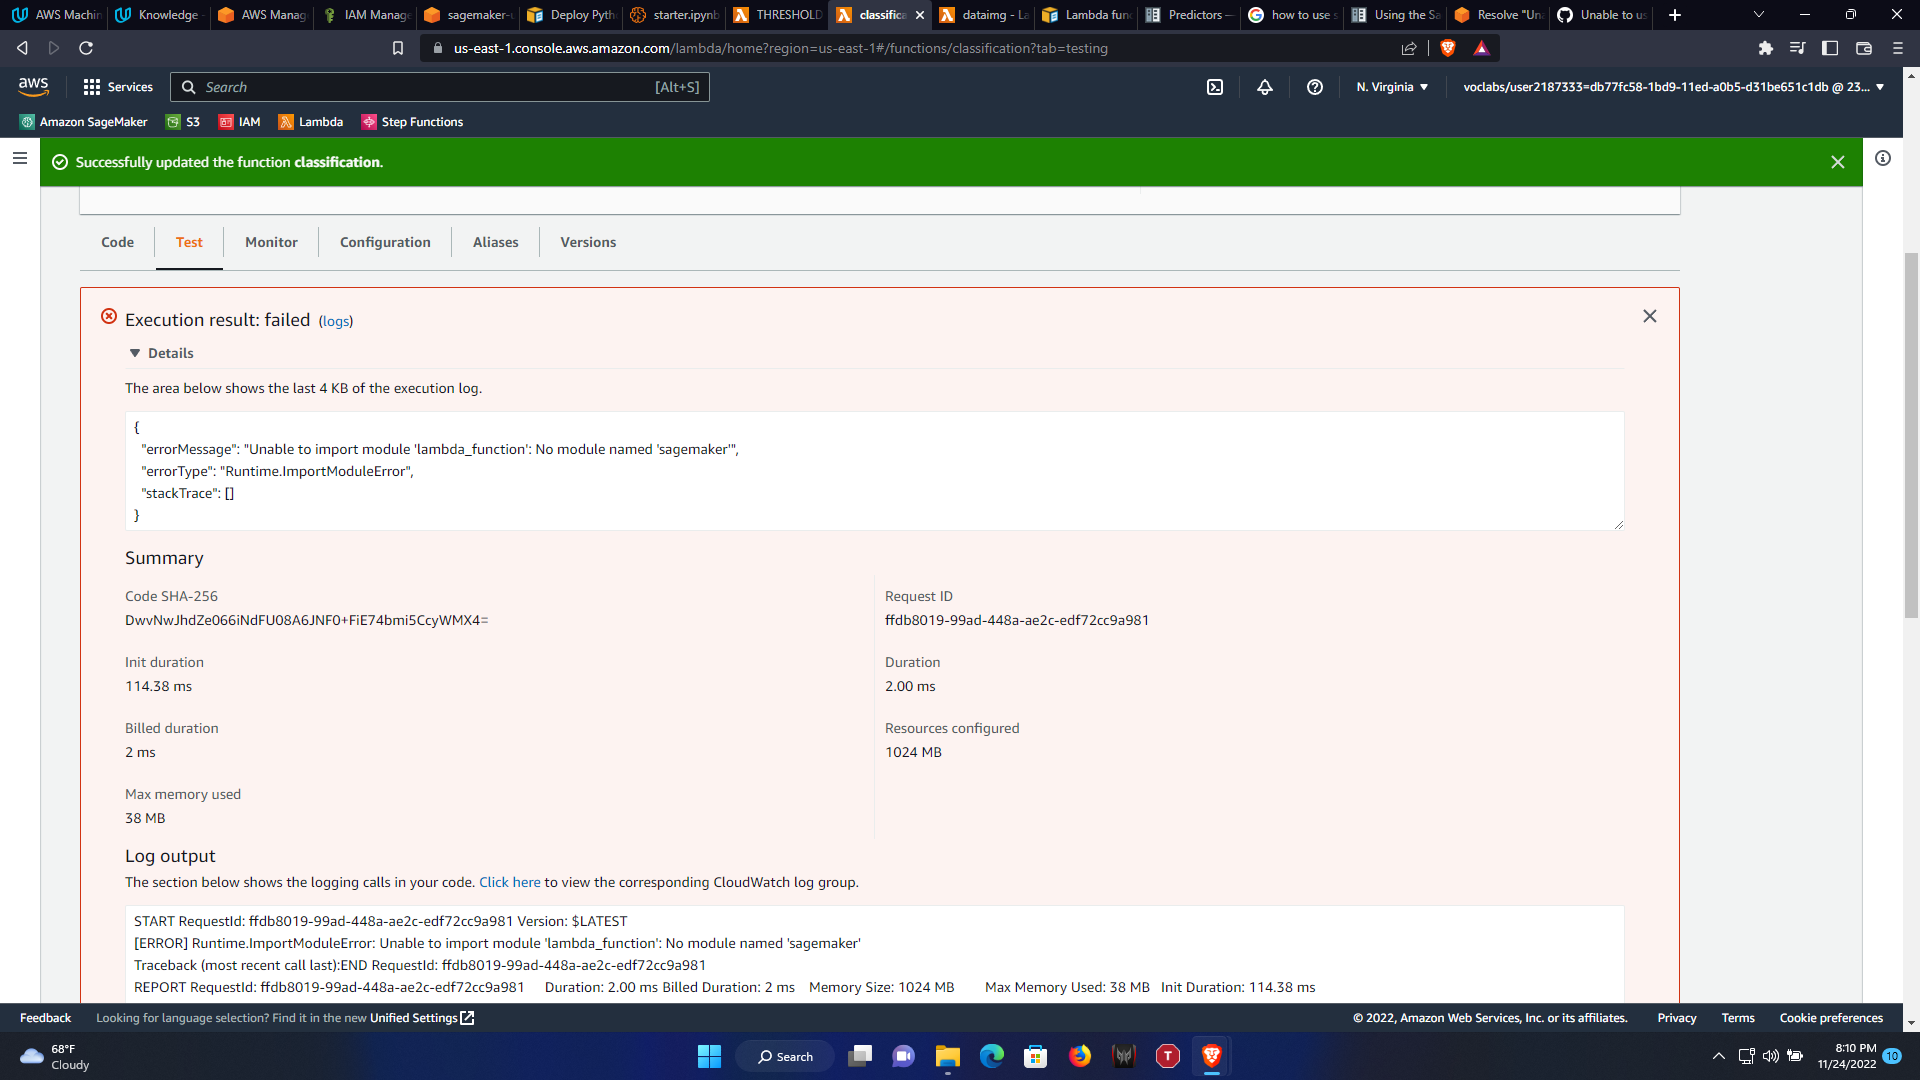 AWS Machin
Knowledge -
AWS Manag
IAM Manage
sagemaker-u
Deploy Pyth
starter.ipynb
THRESHOLD
classifica
dataimg - La
Lambda fun
Predictors —
how to use s
Using the Sa
Resolve "Un
Unable to us
us-east-1.console.aws.amazon.com/lambda/home?region=us-east-1#/functions/classification?tab=testing
aws
Services
Search
[Alt+S]
N. Virginia
voclabs/user2187333=db77fc58-1bd9-11ed-a0b5-d31be651c1db @ 23...
Amazon SageMaker
S3
IAM
Lambda
Step Functions
Successfully updated the function classification.
Code
Test
Monitor
Configuration
Aliases
Versions
Execution result: failed (logs)
Details
The area below shows the last 4 KB of the execution log.
{
"errorMessage": "Unable to import module 'lambda_function': No module named 'sagemaker'",
"errorType": "Runtime.ImportModuleError",
"stackTrace": []
}
Summary
Code SHA-256
DwvNwJhdZe066iNdFU08A6JNF0+FiE74bmi5CcyWMX4=
Request ID
ffdb8019-99ad-448a-ae2c-edf72cc9a981
Init duration
114.38 ms
Duration
2.00 ms
Billed duration
2 ms
Resources configured
1024 MB
Max memory used
38 MB
Log output
The section below shows the logging calls in your code. Click here to view the corresponding CloudWatch log group.
START RequestId: ffdb8019-99ad-448a-ae2c-edf72cc9a981 Version: $LATEST
[ERROR] Runtime.ImportModuleError: Unable to import module 'lambda_function': No module named 'sagemaker'
Traceback (most recent call last):END RequestId: ffdb8019-99ad-448a-ae2c-edf72cc9a981
REPORT RequestId: ffdb8019-99ad-448a-ae2c-edf72cc9a981 Duration: 2.00 ms Billed Duration: 2 ms Memory Size: 1024 MB Max Memory Used: 38 MB Init Duration: 114.38 ms
Feedback
Looking for language selection? Find it in the new Unified Settings
© 2022, Amazon Web Services, Inc. or its affiliates.
Privacy
Terms
Cookie preferences
68°F
Cloudy
Search
T
8:10 PM
11/24/2022
10